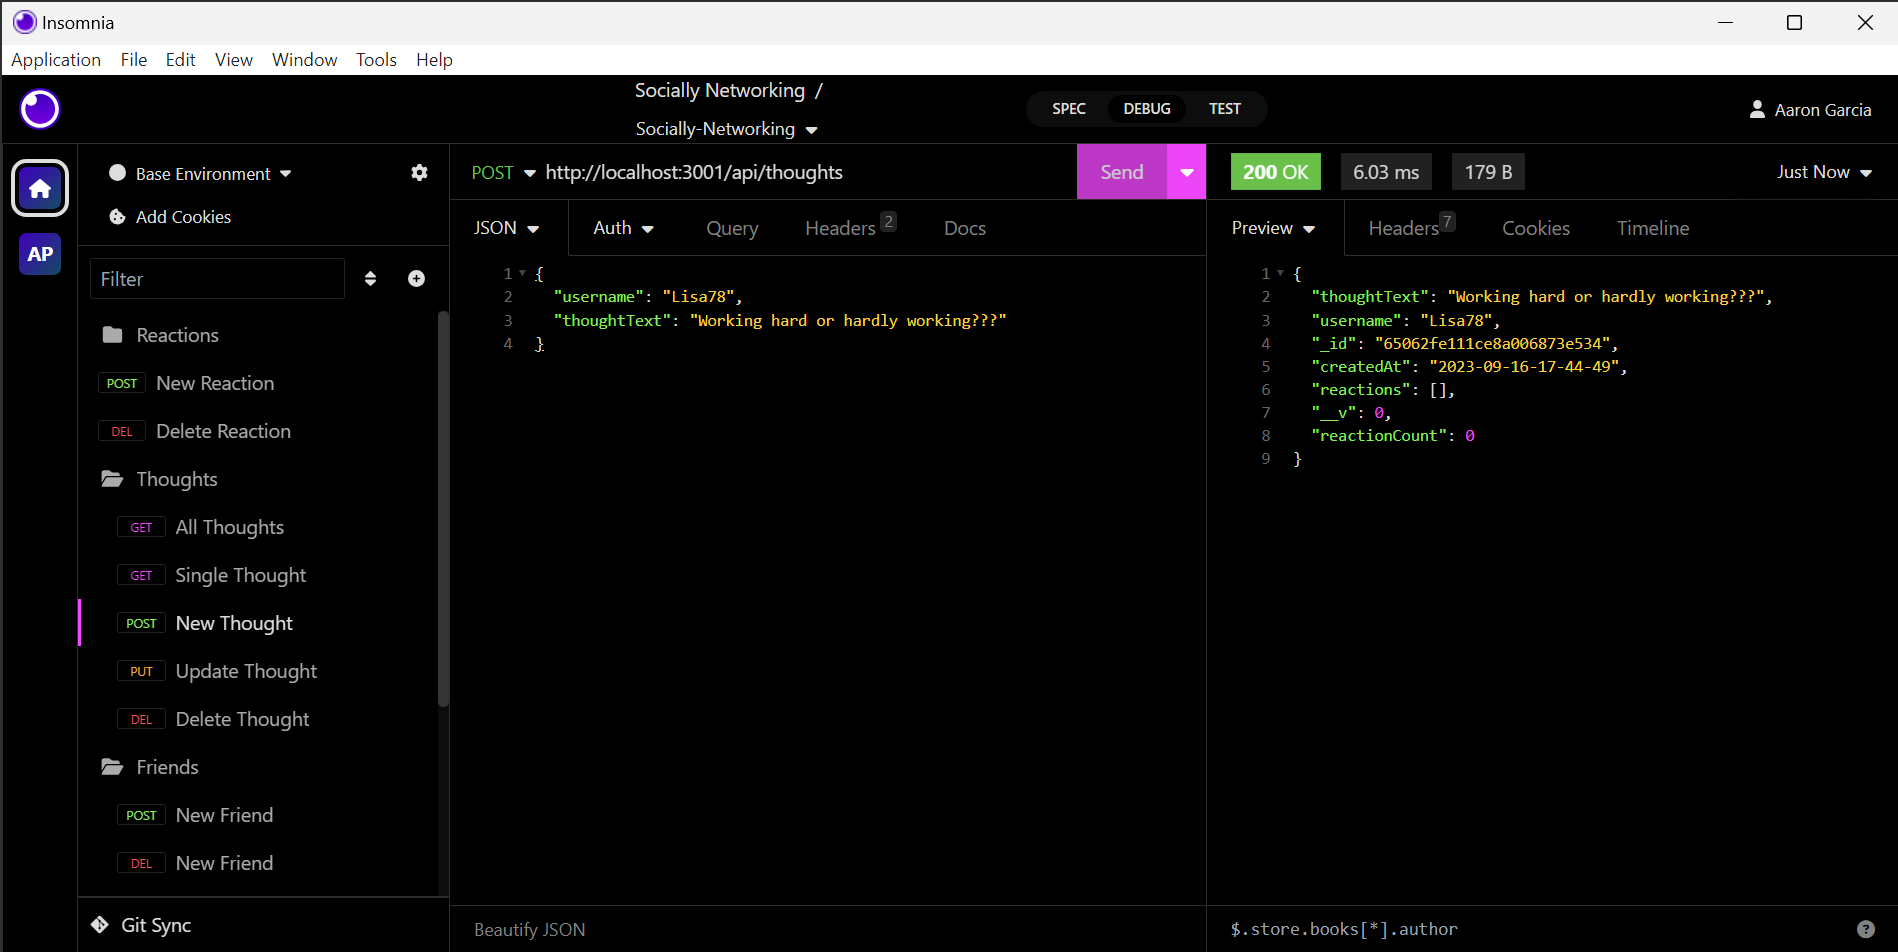 Insomnia
Application File Edit View Window Tools Help
Socially Networking /
Socially-Networking
SPEC DEBUG TEST
Aaron Garcia
AP
Base Environment
Add Cookies
Filter
Reactions
POST New Reaction
DEL Delete Reaction
Thoughts
GET All Thoughts
GET Single Thought
POST New Thought
PUT Update Thought
DEL Delete Thought
Friends
POST New Friend
DEL New Friend
Git Sync
POST http://localhost:3001/api/thoughts Send
JSON Auth Query Headers 2 Docs
1 {
2 "username": "Lisa78",
3 "thoughtText": "Working hard or hardly working???"
4 }
Beautify JSON
200 OK 6.03 ms 179 B Just Now
Preview Headers 7 Cookies Timeline
1 {
2 "thoughtText": "Working hard or hardly working???",
3 "username": "Lisa78",
4 "_id": "65062fe111ce8a006873e534",
5 "createdAt": "2023-09-16-17-44-49",
6 "reactions": [],
7 "__v": 0,
8 "reactionCount": 0
9 }
$.store.books[*].author
?